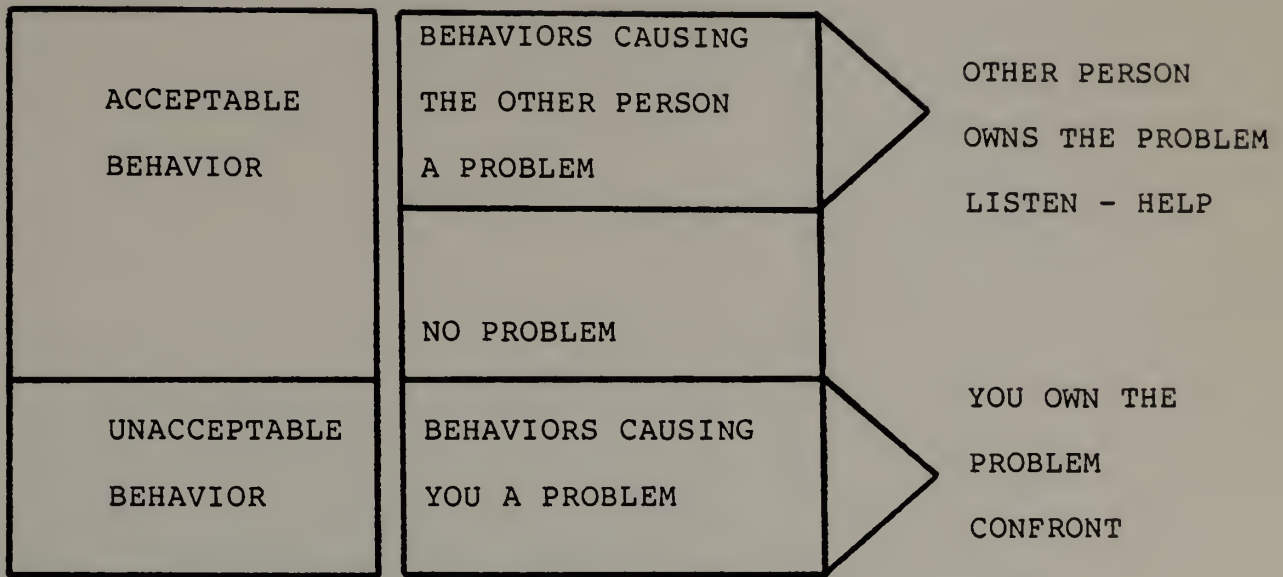 ACCEPTABLE
BEHAVIOR
BEHAVIORS CAUSING
THE OTHER PERSON
A PROBLEM
OTHER PERSON
OWNS THE PROBLEM
LISTEN - HELP
NO PROBLEM
UNACCEPTABLE
BEHAVIOR
BEHAVIORS CAUSING
YOU A PROBLEM
YOU OWN THE
PROBLEM
CONFRONT